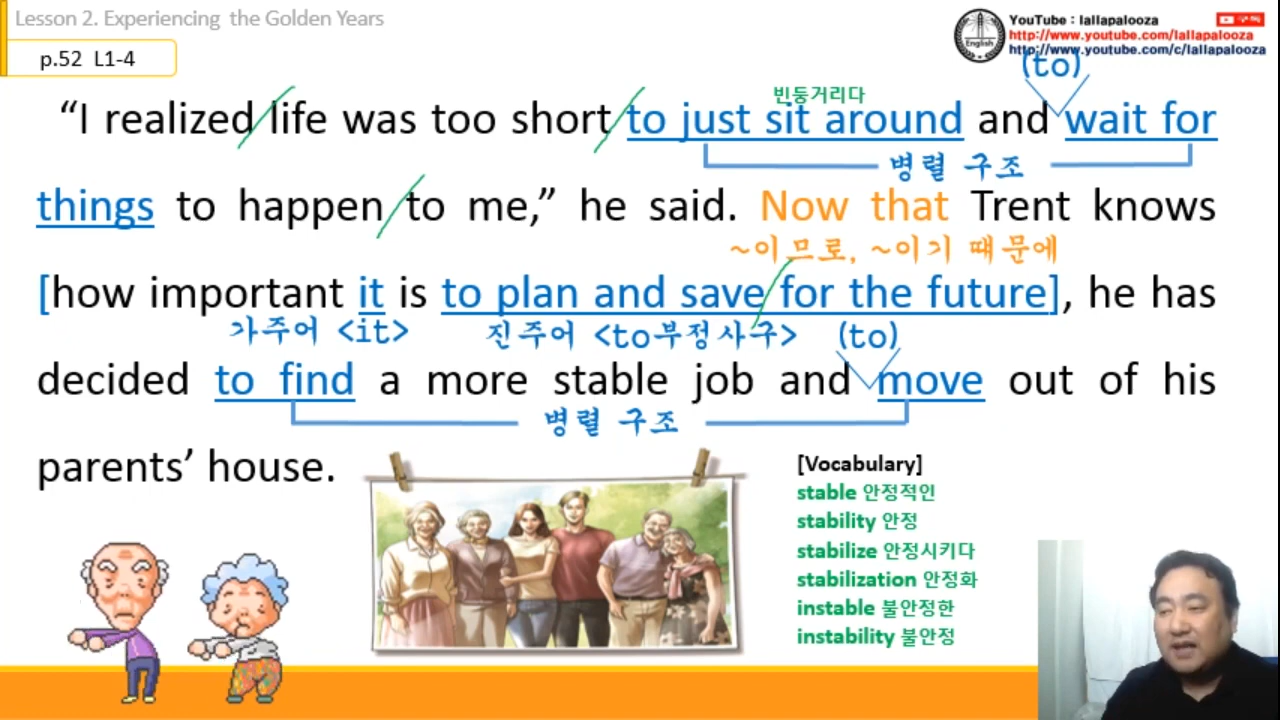 Lesson 2. Experiencing the Golden Years
p.52 L1-4
YouTube : lallapalooza
구독
http://www.youtube.com/lallapalooza
http://www.youtube.com/c/lallapalooza
English
(to)
빈둥거리다
“I realized life was too short to just sit around and wait for
병렬 구조
things to happen to me,” he said. Now that Trent knows
~이므로, ~이기 때문에
[how important it is to plan and save for the future], he has
가주어 <it> 진주어 <to부정사구> (to)
decided to find a more stable job and move out of his
병렬 구조
parents’ house.
[Vocabulary]
stable 안정적인
stability 안정
stabilize 안정시키다
stabilization 안정화
instable 불안정한
instability 불안정